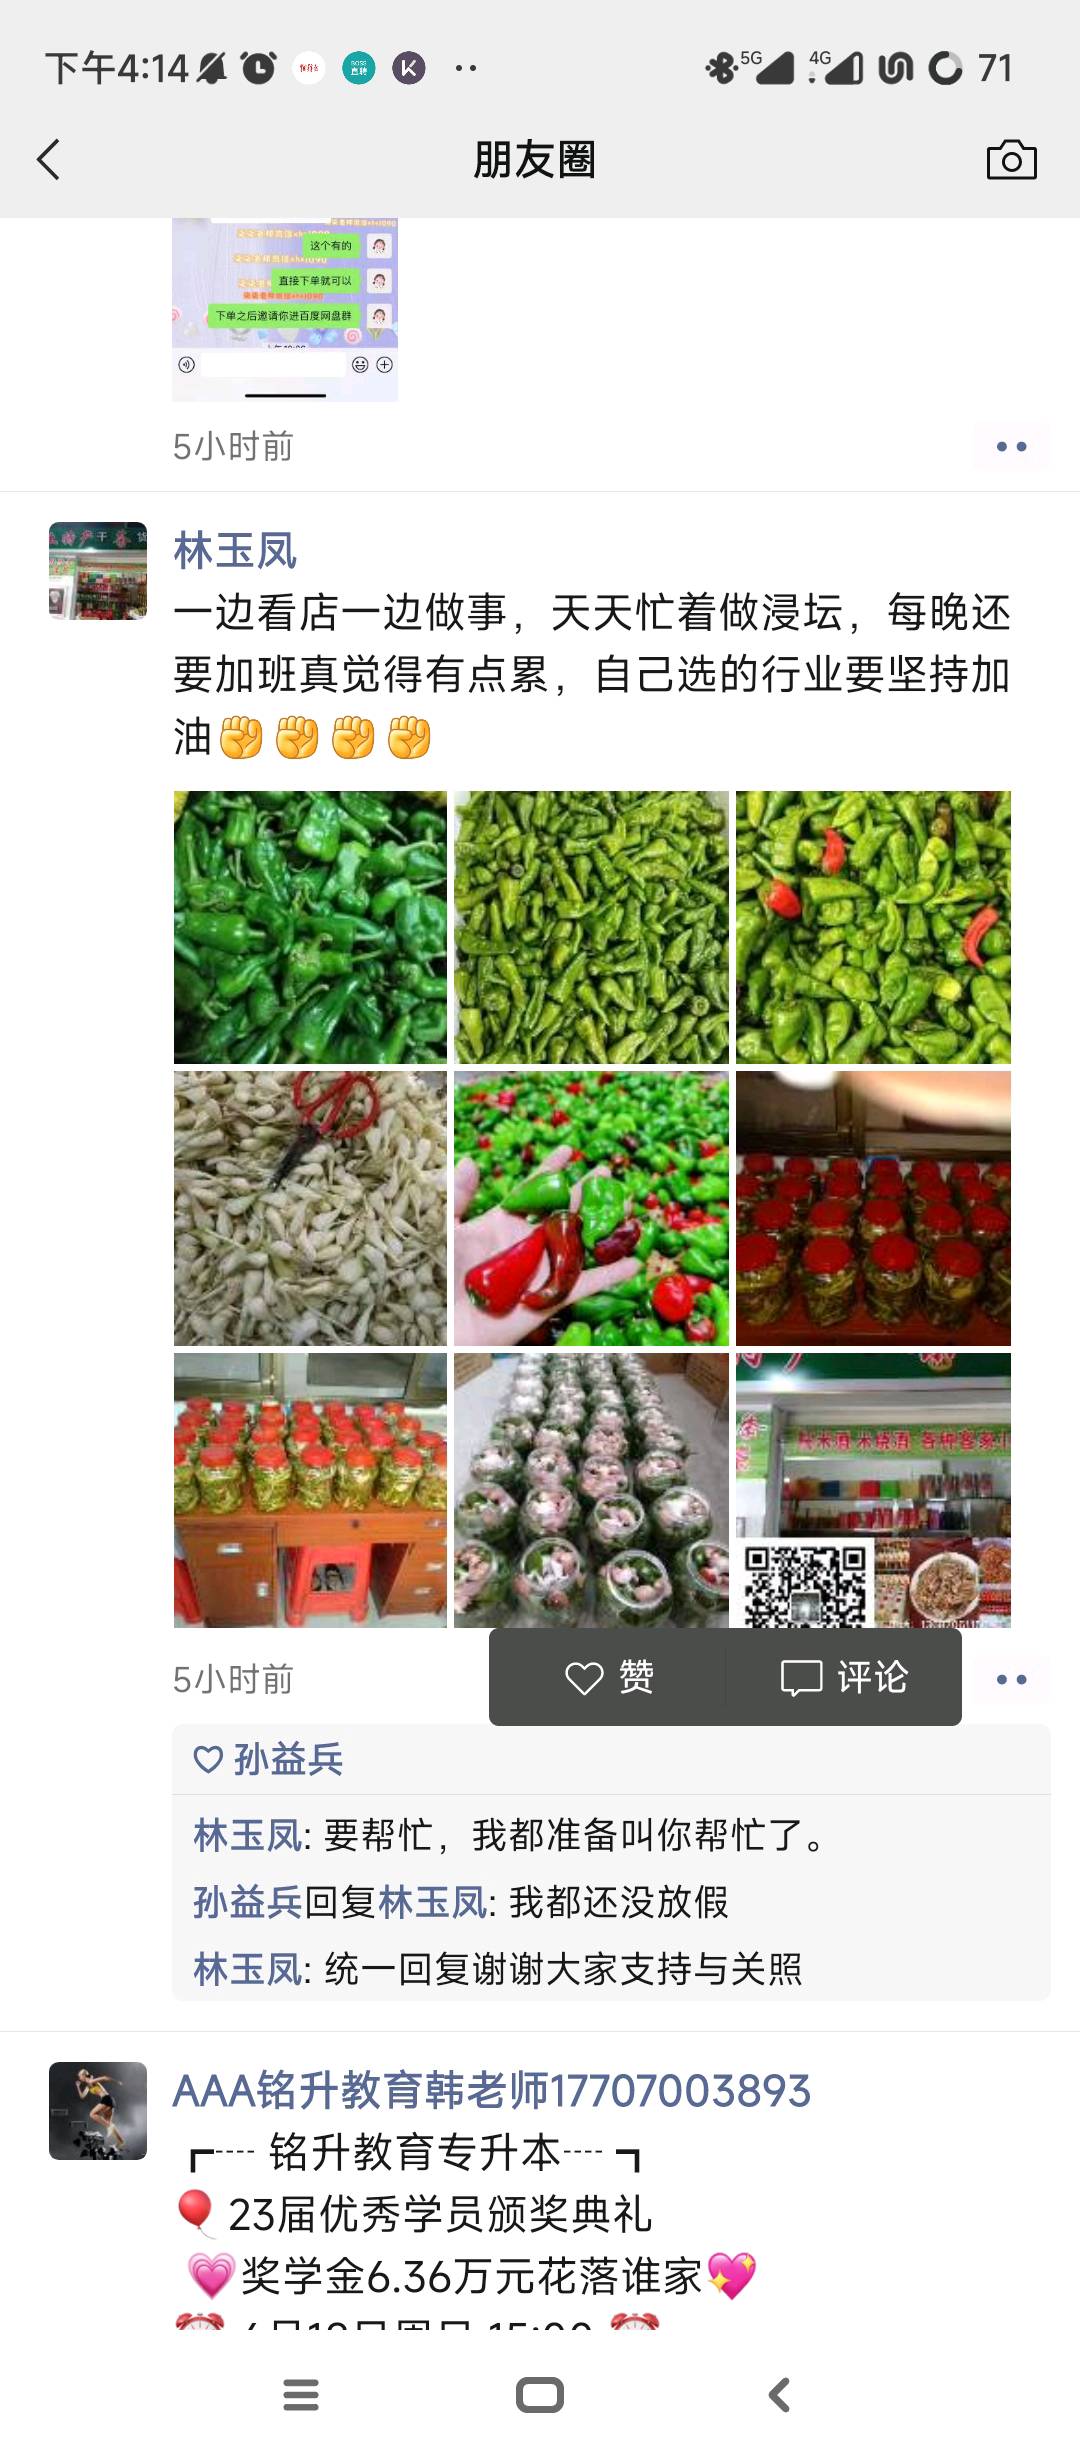 下午4:14
5G
4G
71
朋友圈
这个有的
直接下单就可以
下单之后邀请你进百度网盘群
5小时前
林玉凤
一边看店一边做事，天天忙着做浸坛，每晚还
要加班真觉得有点累，自己选的行业要坚持加
油✊✊✊✊
5小时前
赞
评论
孙益兵
林玉凤: 要帮忙，我都准备叫你帮忙了。
孙益兵回复林玉凤: 我都还没放假
林玉凤: 统一回复谢谢大家支持与关照
AAA铭升教育韩老师17707003893
┏┈┈ 铭升教育专升本┈┈ ┓
🎈23届优秀学员颁奖典礼
💗奖学金6.36万元花落谁家💖